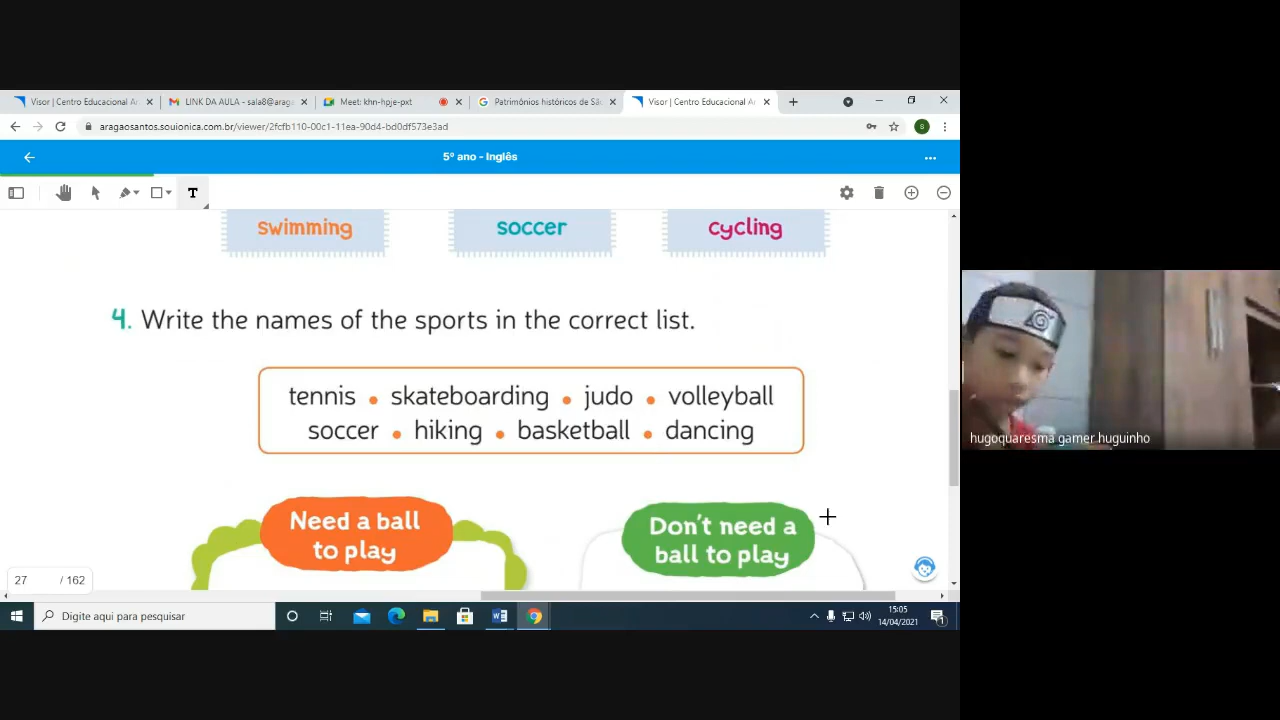 Visor | Centro Educacional Ar
LINK DA AULA - sala8@arag
Meet: khn-hpje-pxt
Patrimônios históricos de Sã
Visor | Centro Educacional Ar
aragaosantos.souionica.com.br/viewer/2fcfb110-00c1-11ea-90d4-bd0df573e3ad
S
5º ano - Inglês
T
swimming soccer cycling
4. Write the names of the sports in the correct list.
tennis • skateboarding • judo • volleyball
soccer • hiking • basketball • dancing
Need a ball
to play
Don't need a
ball to play
27 / 162
hugoquaresma gamer huguinho
Digite aqui para pesquisar
15:05
14/04/2021
1